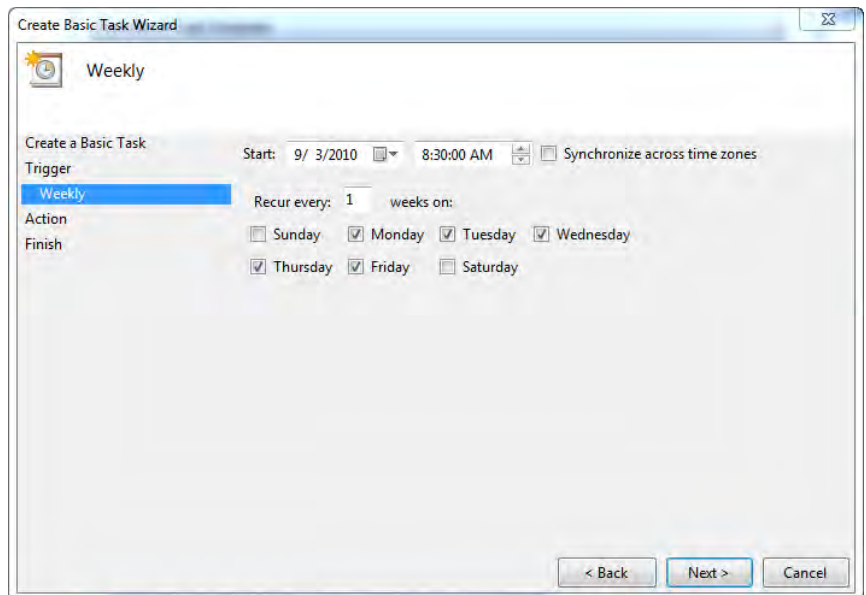 Create Basic Task Wizard
Weekly
Create a Basic Task
Trigger
Weekly
Action
Finish
Start: 9/ 3/2010 8:30:00 AM Synchronize across time zones
Recur every: 1 weeks on:
Sunday Monday Tuesday Wednesday
Thursday Friday Saturday
< Back Next > Cancel